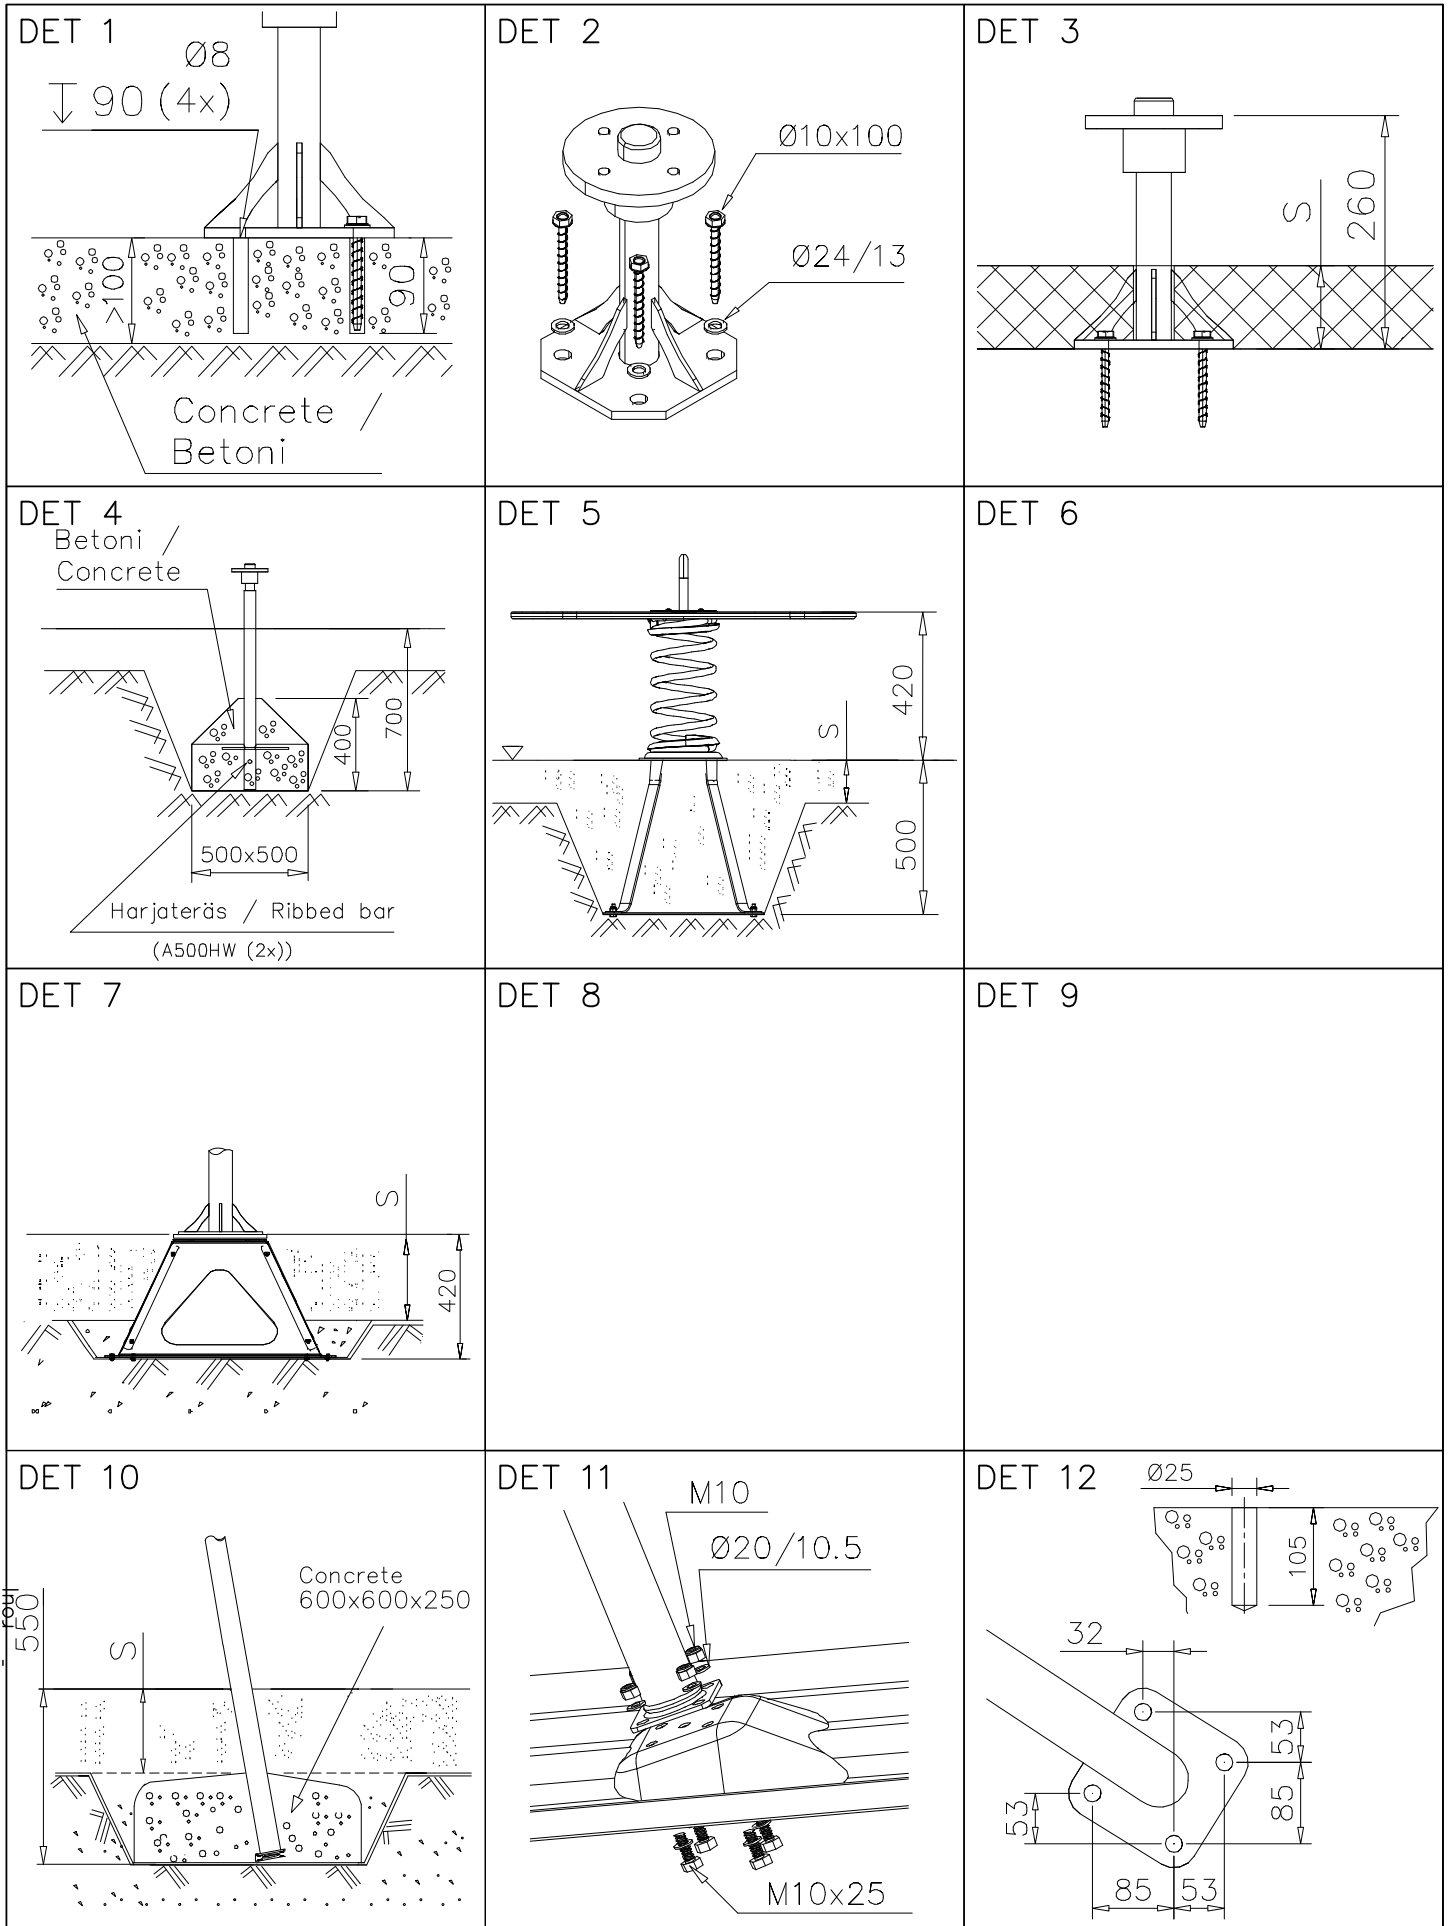 DET 1
Ø8
90 (4x)
>100
90
Concrete /
Betoni
DET 2
Ø10x100
Ø24/13
DET 3
S
260
DET 4
Betoni /
Concrete
400
700
500x500
Harjateräs / Ribbed bar
(A500HW (2x))
DET 5
420
S
500
DET 6
DET 7
S
420
DET 8
DET 9
DET 10
Concrete
600x600x250
550
S
DET 11
M10
Ø20/10.5
M10x25
DET 12
Ø25
105
32
53
85
53
85
53